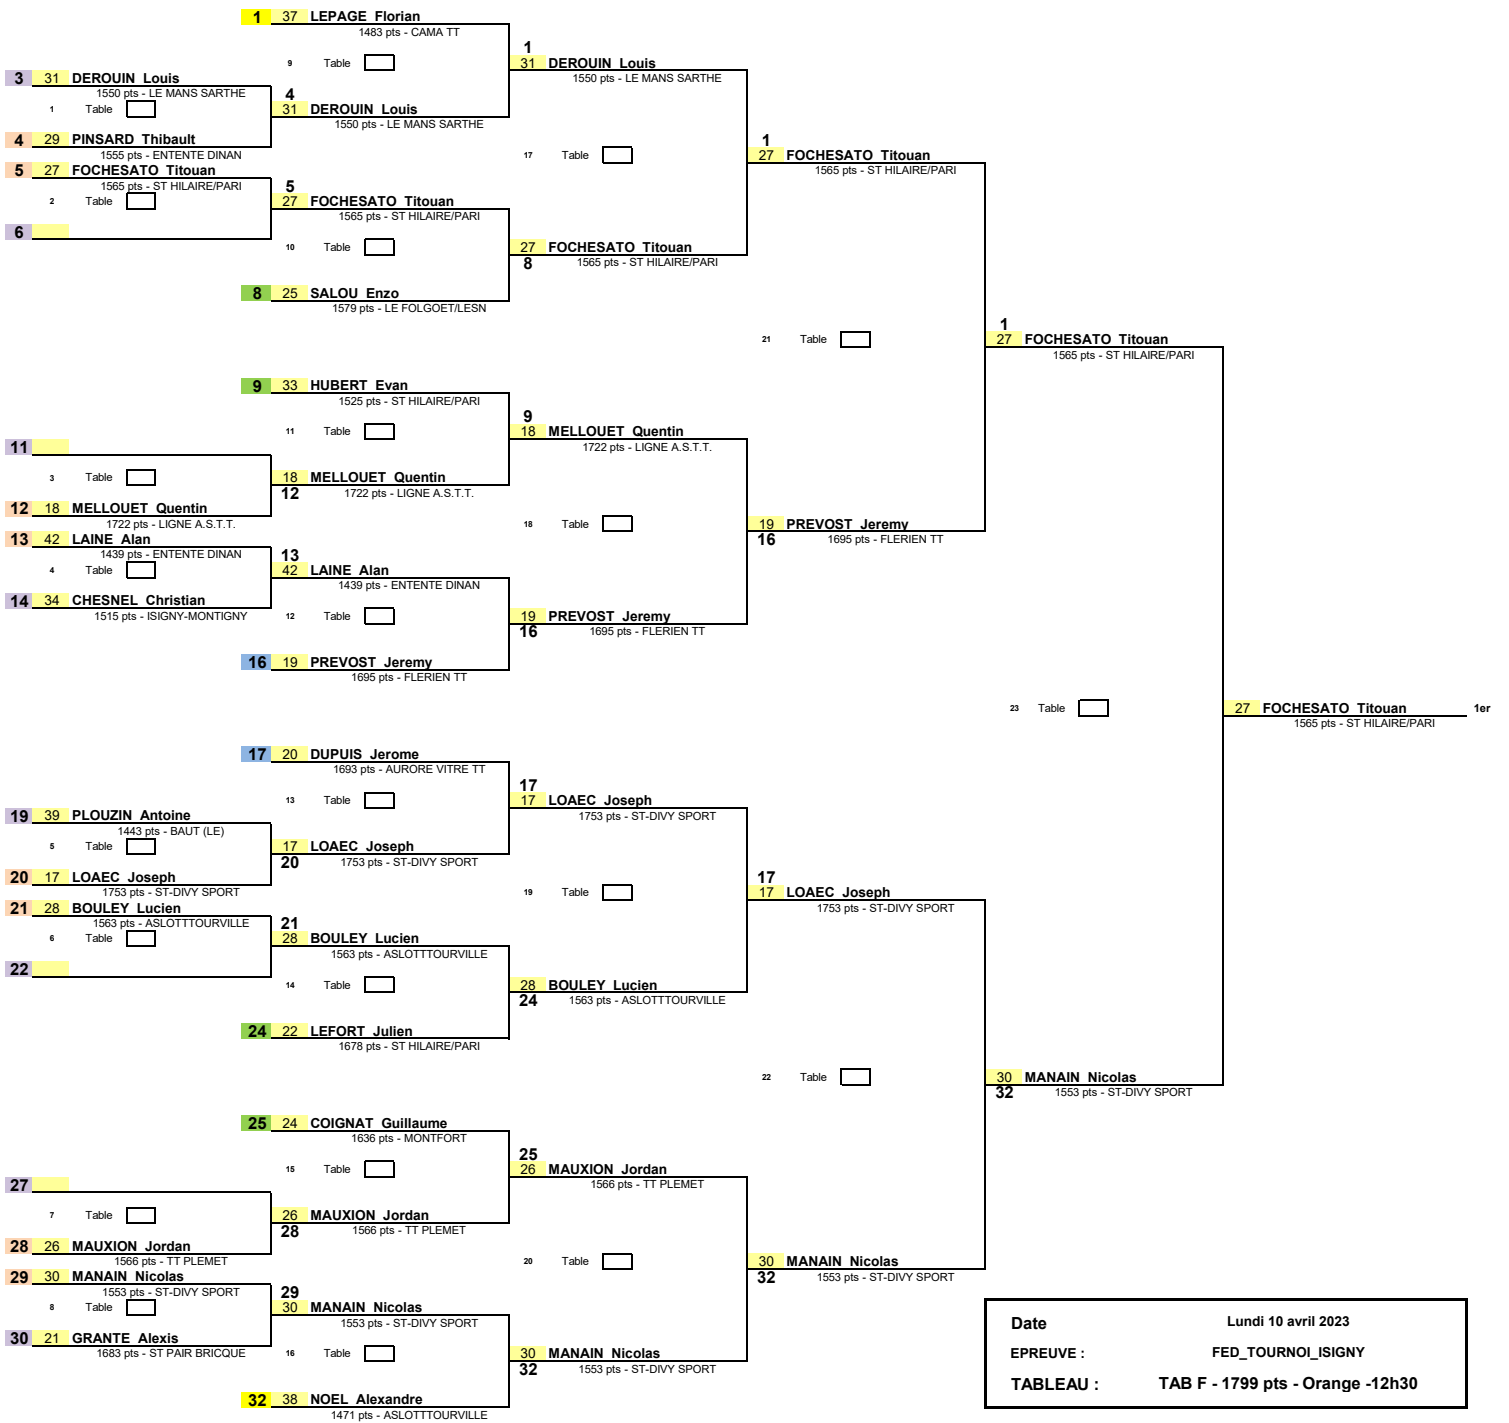 1 37 LEPAGE Florian
1483 pts - CAMA TT
1
9 Table
31 DEROUIN Louis
1550 pts - LE MANS SARTHE
3 31 DEROUIN Louis
1550 pts - LE MANS SARTHE
4
1 Table
31 DEROUIN Louis
1550 pts - LE MANS SARTHE
4 29 PINSARD Thibault
1555 pts - ENTENTE DINAN
1
17 Table
27 FOCHESATO Titouan
1565 pts - ST HILAIRE/PARI
5 27 FOCHESATO Titouan
1565 pts - ST HILAIRE/PARI
5
2 Table
27 FOCHESATO Titouan
1565 pts - ST HILAIRE/PARI
6
10 Table
27 FOCHESATO Titouan
8
1565 pts - ST HILAIRE/PARI
8 25 SALOU Enzo
1579 pts - LE FOLGOET/LESN
1
21 Table
27 FOCHESATO Titouan
1565 pts - ST HILAIRE/PARI
9 33 HUBERT Evan
1525 pts - ST HILAIRE/PARI
9
11 Table
18 MELLOUET Quentin
1722 pts - LIGNE A.S.T.T.
11
3 Table
18 MELLOUET Quentin
12
1722 pts - LIGNE A.S.T.T.
12 18 MELLOUET Quentin
1722 pts - LIGNE A.S.T.T.
18 Table
19 PREVOST Jeremy
16
1695 pts - FLERIEN TT
13 42 LAINE Alan
1439 pts - ENTENTE DINAN
13
4 Table
42 LAINE Alan
1439 pts - ENTENTE DINAN
14 34 CHESNEL Christian
1515 pts - ISIGNY-MONTIGNY
12 Table
19 PREVOST Jeremy
16
1695 pts - FLERIEN TT
16 19 PREVOST Jeremy
1695 pts - FLERIEN TT
23 Table
27 FOCHESATO Titouan
1er
1565 pts - ST HILAIRE/PARI
17 20 DUPUIS Jerome
1693 pts - AURORE VITRE TT
17
13 Table
17 LOAEC Joseph
1753 pts - ST-DIVY SPORT
19 39 PLOUZIN Antoine
1443 pts - BAUT (LE)
5 Table
17 LOAEC Joseph
20
1753 pts - ST-DIVY SPORT
20 17 LOAEC Joseph
1753 pts - ST-DIVY SPORT
17
19 Table
17 LOAEC Joseph
1753 pts - ST-DIVY SPORT
21 28 BOULEY Lucien
1563 pts - ASLOTTTOURVILLE
21
6 Table
28 BOULEY Lucien
1563 pts - ASLOTTTOURVILLE
22
14 Table
28 BOULEY Lucien
24
1563 pts - ASLOTTTOURVILLE
24 22 LEFORT Julien
1678 pts - ST HILAIRE/PARI
22 Table
30 MANAIN Nicolas
32
1553 pts - ST-DIVY SPORT
25 24 COIGNAT Guillaume
1636 pts - MONTFORT
25
15 Table
26 MAUXION Jordan
1566 pts - TT PLEMET
27
7 Table
26 MAUXION Jordan
28
1566 pts - TT PLEMET
28 26 MAUXION Jordan
1566 pts - TT PLEMET
20 Table
30 MANAIN Nicolas
32
1553 pts - ST-DIVY SPORT
29 30 MANAIN Nicolas
1553 pts - ST-DIVY SPORT
29
8 Table
30 MANAIN Nicolas
1553 pts - ST-DIVY SPORT
30 21 GRANTE Alexis
1683 pts - ST PAIR BRICQUE
16 Table
30 MANAIN Nicolas
32
1553 pts - ST-DIVY SPORT
32 38 NOEL Alexandre
1471 pts - ASLOTTTOURVILLE
Date Lundi 10 avril 2023
EPREUVE : FED_TOURNOI_ISIGNY
TABLEAU : TAB F - 1799 pts - Orange -12h30